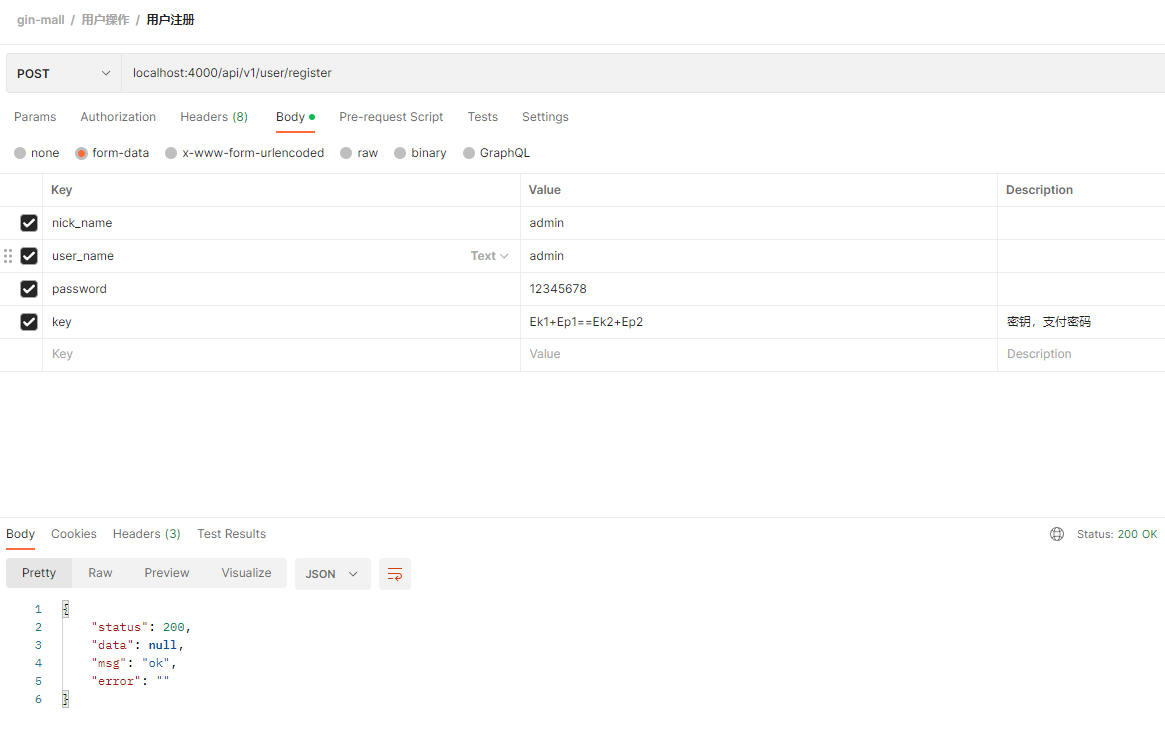 gin-mall / 用户操作 / 用户注册
POST localhost:4000/api/v1/user/register
Params Authorization Headers (8) Body Pre-request Script Tests Settings
none form-data x-www-form-urlencoded raw binary GraphQL
Key Value Description
nick_name admin
user_name Text admin
password 12345678
key Ek1+Ep1==Ek2+Ep2 密钥，支付密码
Key Value Description
Body Cookies Headers (3) Test Results Status: 200 OK
Pretty Raw Preview Visualize JSON
1 {
2 "status": 200,
3 "data": null,
4 "msg": "ok",
5 "error": ""
6 }